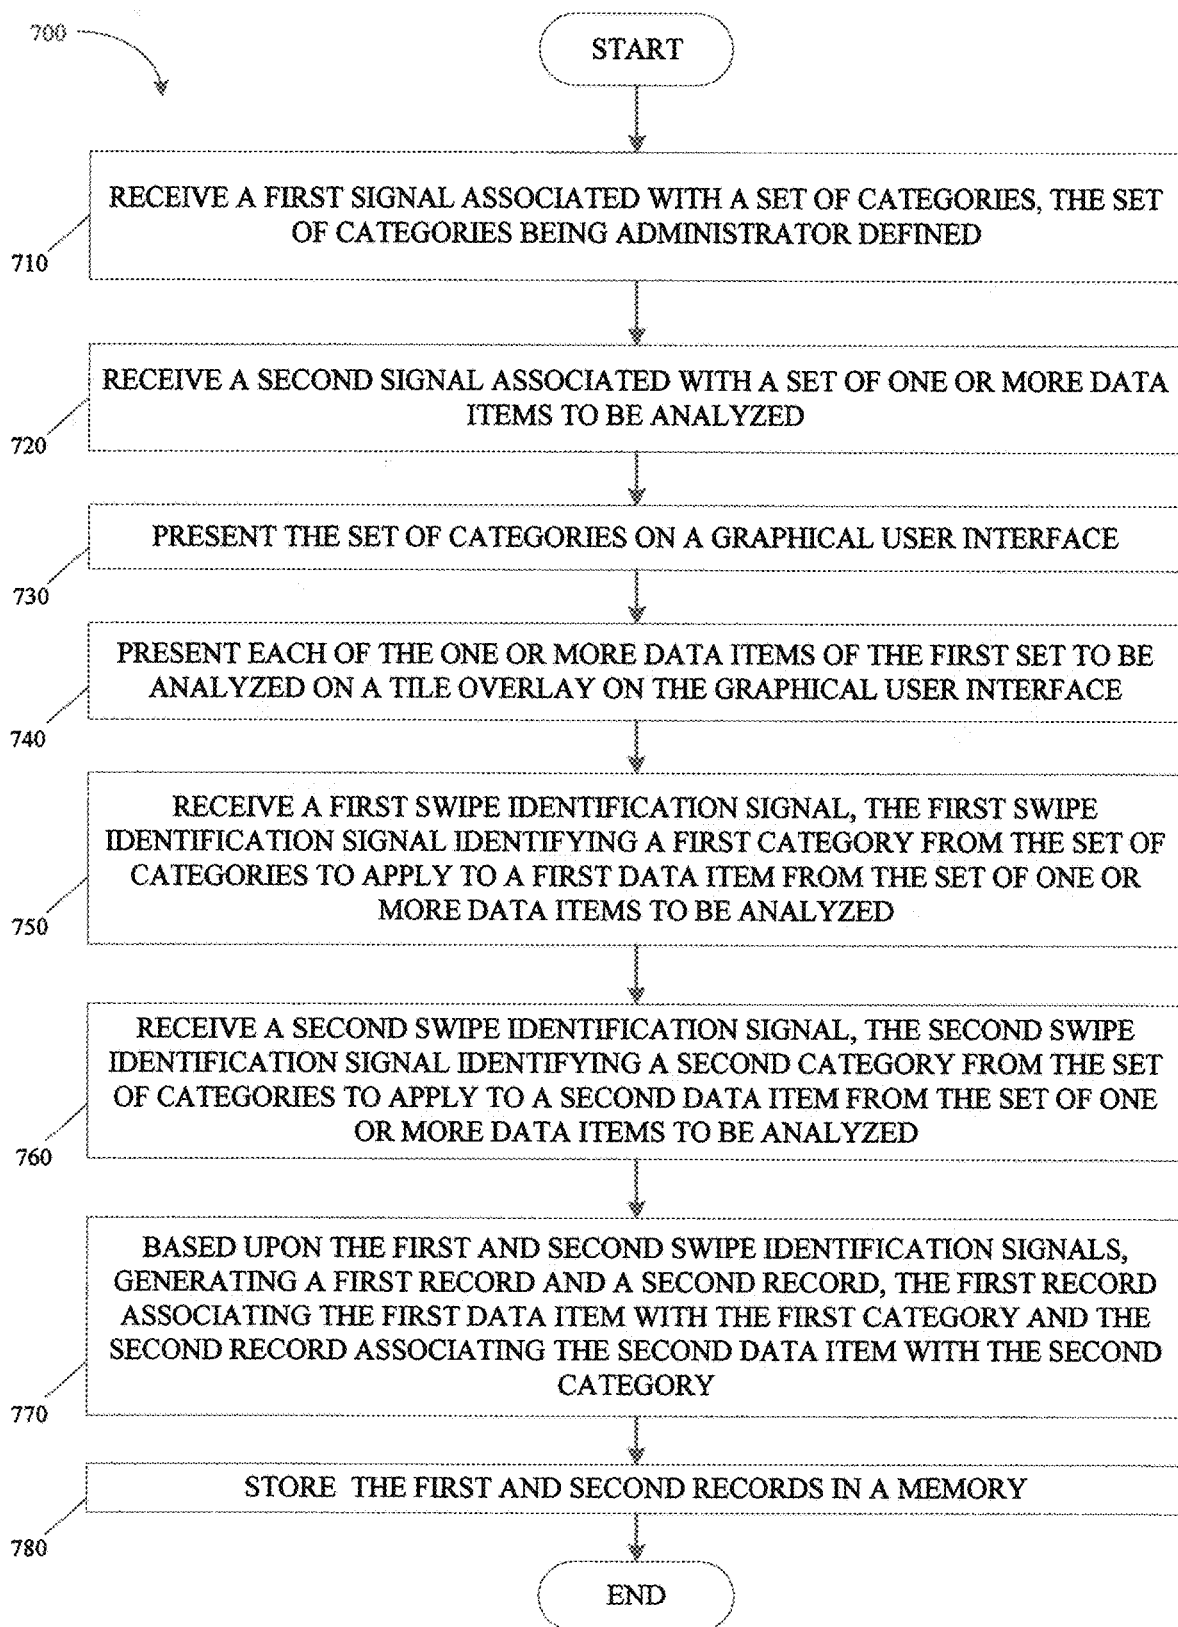 700
START
RECEIVE A FIRST SIGNAL ASSOCIATED WITH A SET OF CATEGORIES, THE SET
OF CATEGORIES BEING ADMINISTRATOR DEFINED
710
RECEIVE A SECOND SIGNAL ASSOCIATED WITH A SET OF ONE OR MORE DATA
ITEMS TO BE ANALYZED
720
PRESENT THE SET OF CATEGORIES ON A GRAPHICAL USER INTERFACE
730
PRESENT EACH OF THE ONE OR MORE DATA ITEMS OF THE FIRST SET TO BE
ANALYZED ON A TILE OVERLAY ON THE GRAPHICAL USER INTERFACE
740
RECEIVE A FIRST SWIPE IDENTIFICATION SIGNAL, THE FIRST SWIPE
IDENTIFICATION SIGNAL IDENTIFYING A FIRST CATEGORY FROM THE SET OF
CATEGORIES TO APPLY TO A FIRST DATA ITEM FROM THE SET OF ONE OR
MORE DATA ITEMS TO BE ANALYZED
750
RECEIVE A SECOND SWIPE IDENTIFICATION SIGNAL, THE SECOND SWIPE
IDENTIFICATION SIGNAL IDENTIFYING A SECOND CATEGORY FROM THE SET
OF CATEGORIES TO APPLY TO A SECOND DATA ITEM FROM THE SET OF ONE
OR MORE DATA ITEMS TO BE ANALYZED
760
BASED UPON THE FIRST AND SECOND SWIPE IDENTIFICATION SIGNALS,
GENERATING A FIRST RECORD AND A SECOND RECORD, THE FIRST RECORD
ASSOCIATING THE FIRST DATA ITEM WITH THE FIRST CATEGORY AND THE
SECOND RECORD ASSOCIATING THE SECOND DATA ITEM WITH THE SECOND
CATEGORY
770
STORE THE FIRST AND SECOND RECORDS IN A MEMORY
780
END